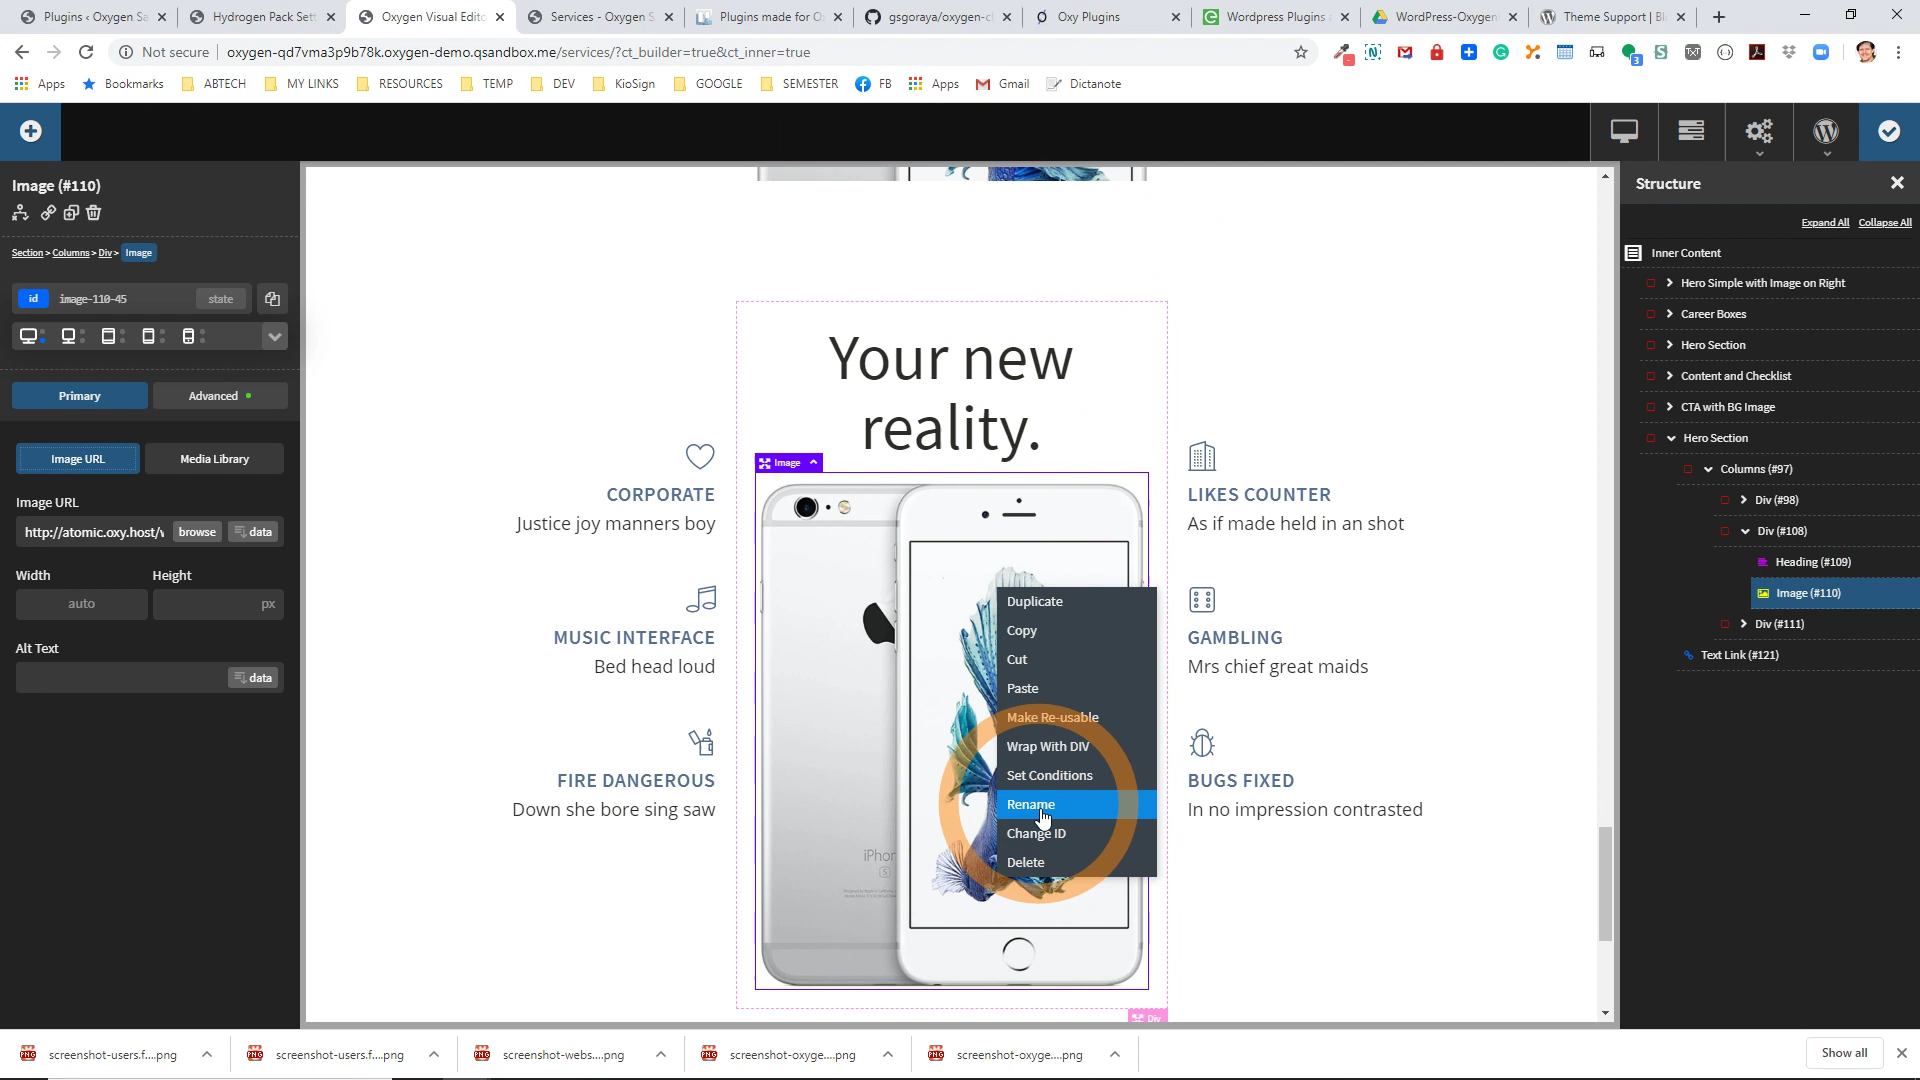 Plugins ‹ Oxygen Sa
Hydrogen Pack Sett
Oxygen Visual Edito
Services - Oxygen S
Plugins made for O
gsgoraya/oxygen-c
Oxy Plugins
Wordpress Plugins
WordPress-Oxygen
Theme Support | Bl
Not secure
oxygen-qd7vma3p9b78k.oxygen-demo.qsandbox.me/services/?ct_builder=true&ct_inner=true
Apps
Bookmarks
ABTECH
MY LINKS
RESOURCES
TEMP
DEV
KioSign
GOOGLE
SEMESTER
FB
Apps
Gmail
Dictanote
Image (#110)
Section > Columns > Div > Image
id image-110-45 state
Primary
Advanced
Image URL
Media Library
Image URL
http://atomic.oxy.host/
browse
data
Width
Height
auto
px
Alt Text
data
Your new
reality.
Image
CORPORATE
Justice joy manners boy
MUSIC INTERFACE
Bed head loud
FIRE DANGEROUS
Down she bore sing saw
iPhon
S
LIKES COUNTER
As if made held in an shot
GAMBLING
Mrs chief great maids
BUGS FIXED
In no impression contrasted
Duplicate
Copy
Cut
Paste
Make Re-usable
Wrap With DIV
Set Conditions
Rename
Change ID
Delete
Div
Structure
Expand All
Collapse All
Inner Content
Hero Simple with Image on Right
Career Boxes
Hero Section
Content and Checklist
CTA with BG Image
Hero Section
Columns (#97)
Div (#98)
Div (#108)
Heading (#109)
Image (#110)
Div (#111)
Text Link (#121)
screenshot-users.f....png
screenshot-users.f....png
screenshot-webs....png
screenshot-oxyge....png
screenshot-oxyge....png
Show all